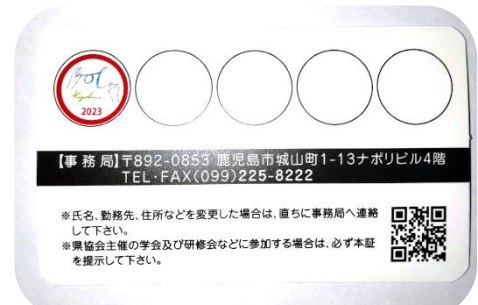 Kagoshima
2023
【事 務 局】〒892-0853 鹿児島市城山町1-13ナポリビル4階
TEL・FAX(099)225-8222
※氏名、勤務先、住所などを変更した場合は、直ちに事務局へ連絡
して下さい。
※県協会主催の学会及び研修会などに参加する場合は、必ず本証
を提示して下さい。